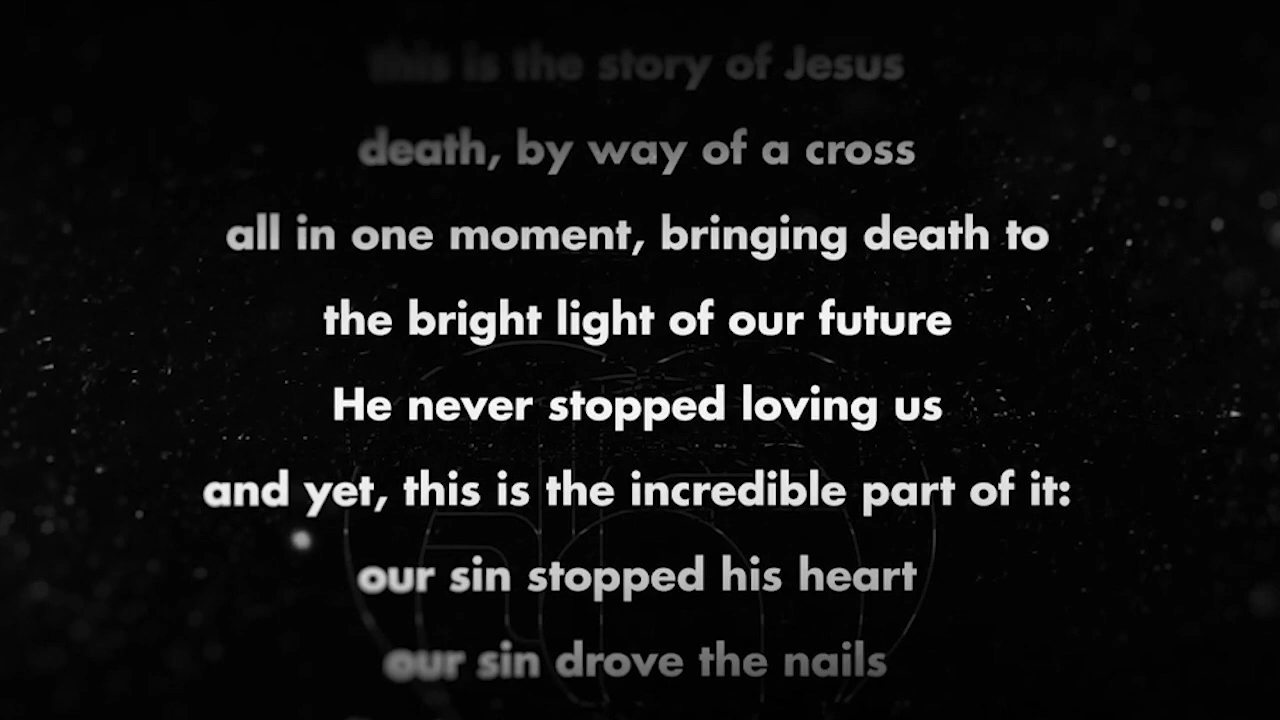 this is the story of Jesus
death, by way of a cross
all in one moment, bringing death to
the bright light of our future
He never stopped loving us
and yet, this is the incredible part of it:
our sin stopped his heart
our sin drove the nails